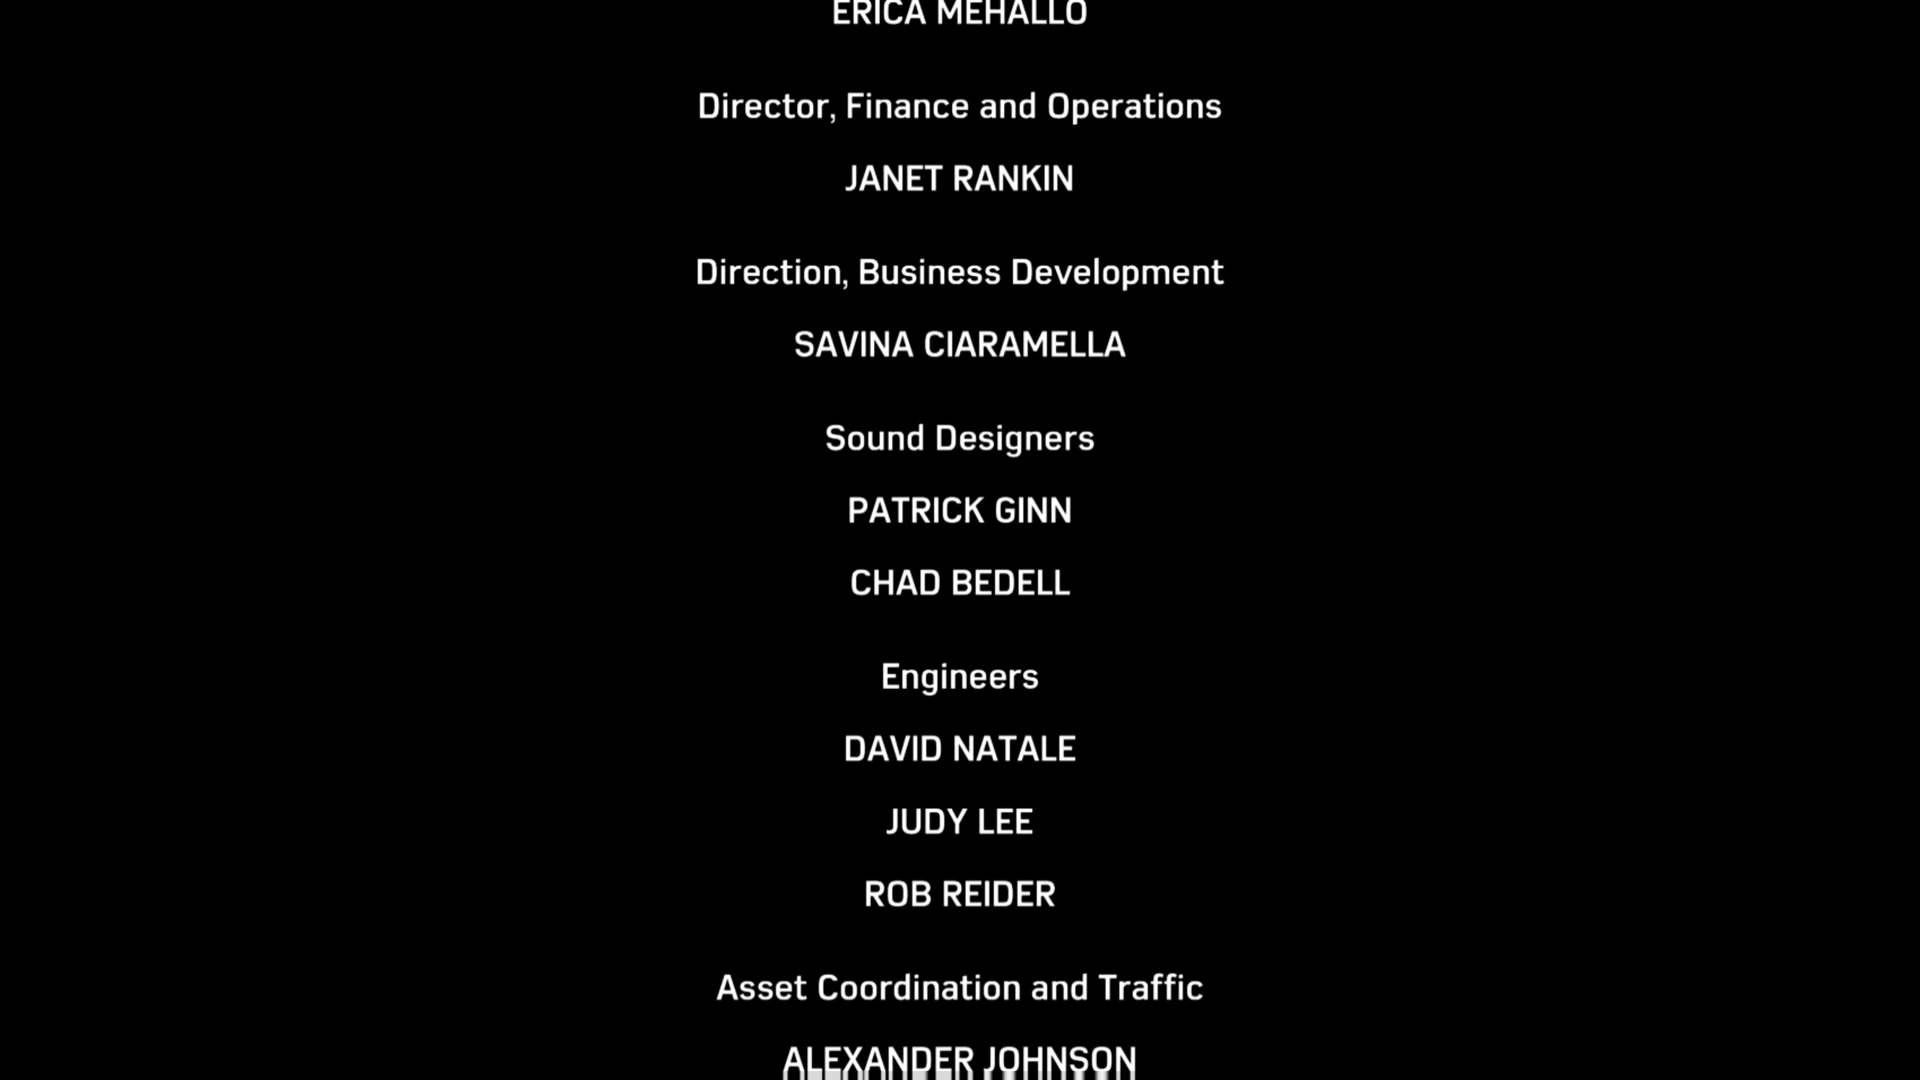 ERICA MEHALLO
Director, Finance and Operations
JANET RANKIN
Direction, Business Development
SAVINA CIARAMELLA
Sound Designers
PATRICK GINN
CHAD BEDELL
Engineers
DAVID NATALE
JUDY LEE
ROB REIDER
Asset Coordination and Traffic
ALEXANDER JOHNSON